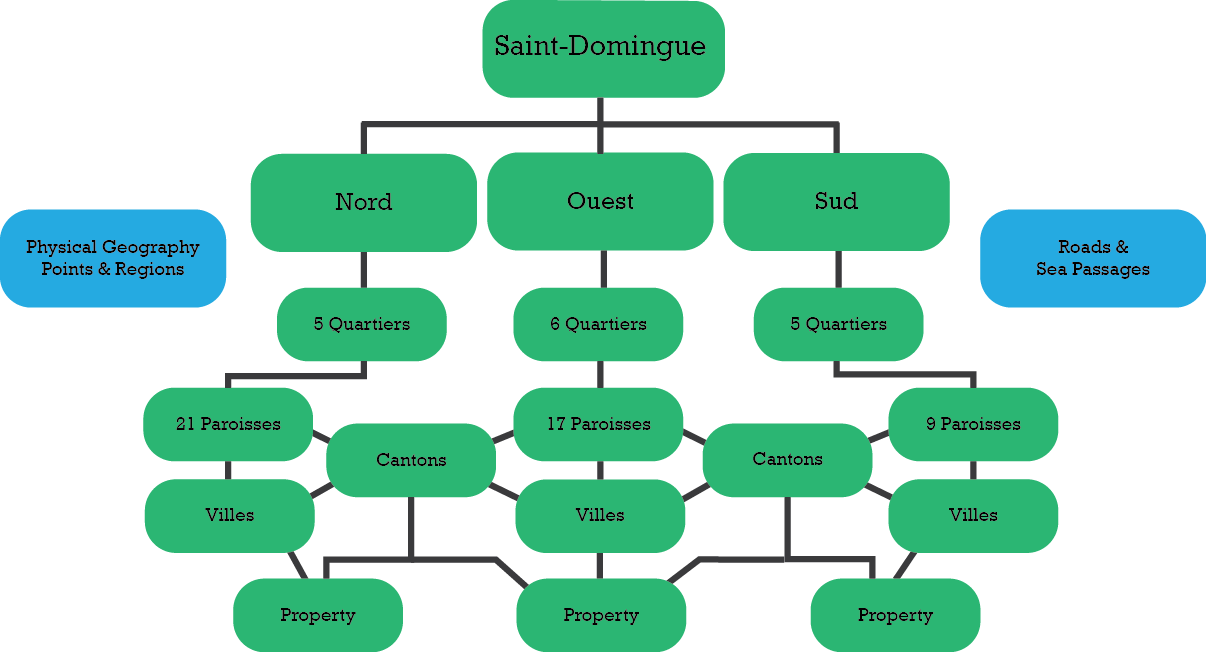 Saint-Domingue
Nord
Ouest
Sud
Physical Geography
Points & Regions
Roads &
Sea Passages
5 Quartiers
6 Quartiers
5 Quartiers
21 Paroisses
17 Paroisses
9 Paroisses
Cantons
Cantons
Villes
Villes
Villes
Property
Property
Property